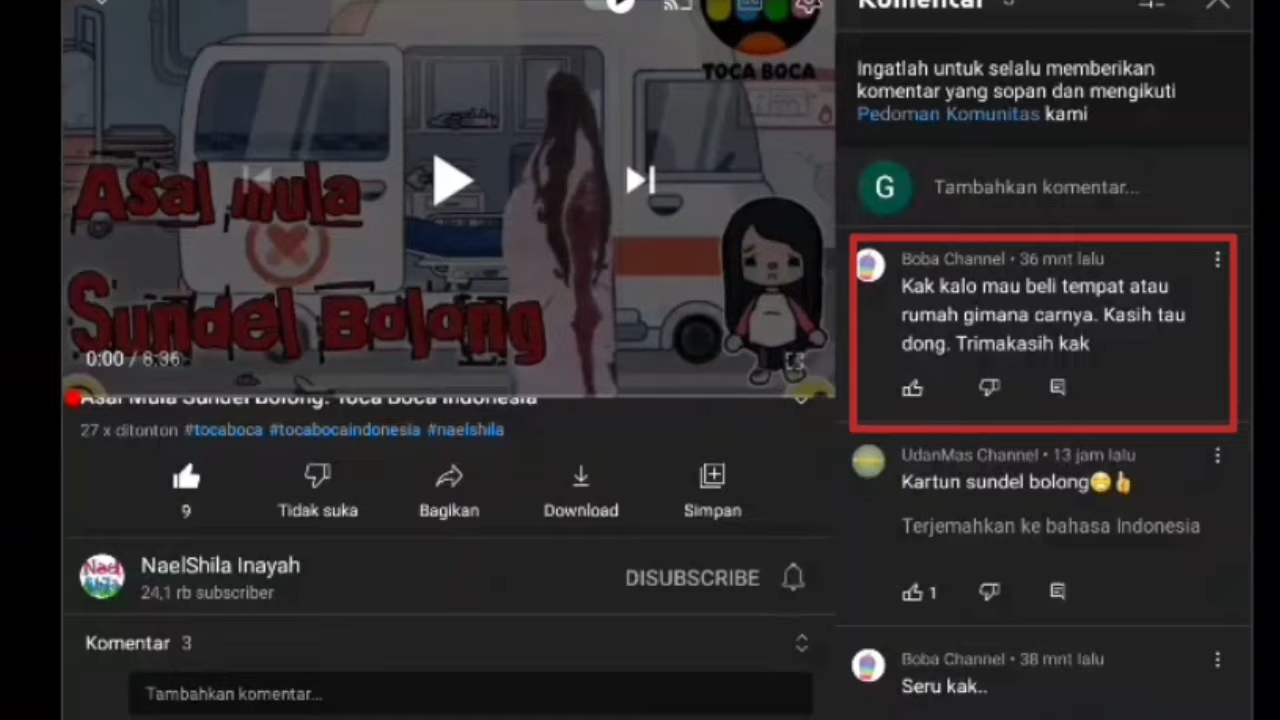 TOCA BOCA
Asal mula
Sundel Bolong
0:00 / 8:36
Asal Mula Sundel Bolong. Toca Boca Indonesia
27 x ditonton #tocaboca #tocabocaindonesia #naelshila
9
Tidak suka
Bagikan
Download
Simpan
Nael
NaelShila Inayah
24,1 rb subscriber
DISUBSCRIBE
Komentar 3
Tambahkan komentar...
Komentar 3
Ingatlah untuk selalu memberikan
komentar yang sopan dan mengikuti
Pedoman Komunitas kami
G
Tambahkan komentar...
Boba Channel • 36 mnt lalu
Kak kalo mau beli tempat atau
rumah gimana carnya. Kasih tau
dong. Trimakasih kak
UdanMas Channel • 13 jam lalu
Kartun sundel bolong😁👍
Terjemahkan ke bahasa Indonesia
1
Boba Channel • 38 mnt lalu
Seru kak..